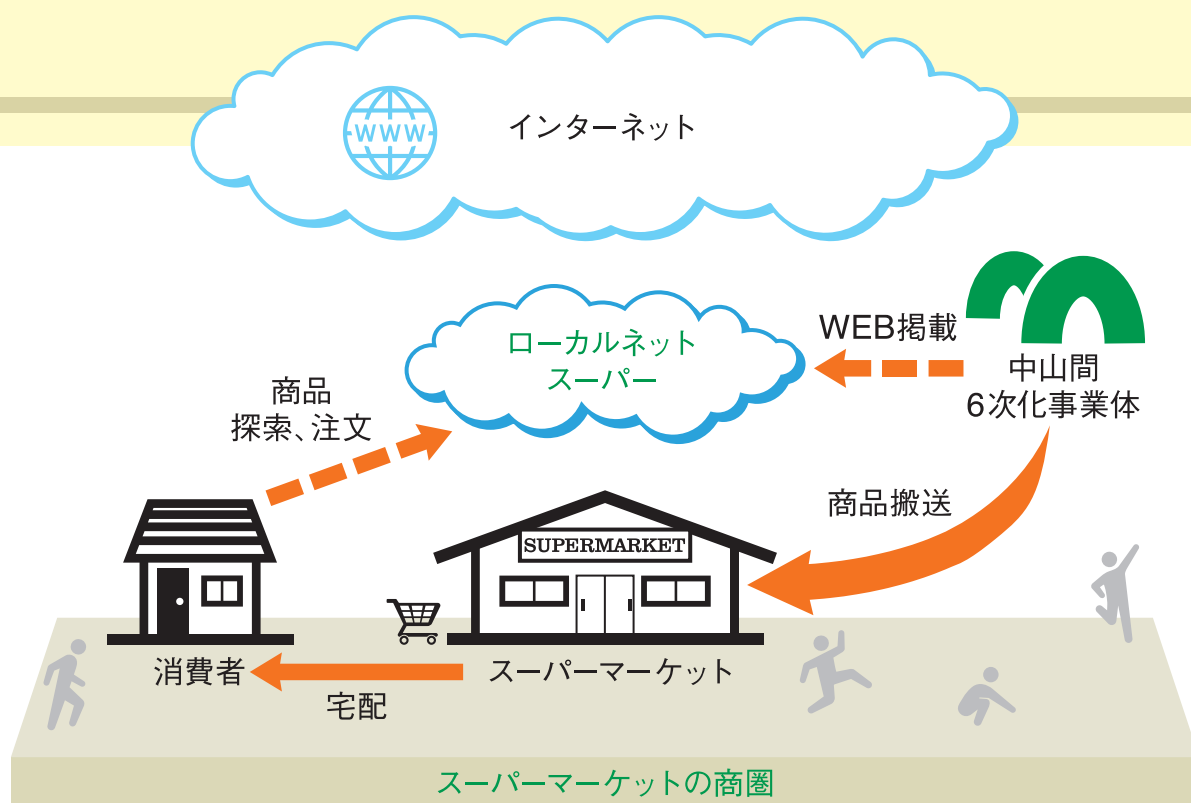 WWW
インターネット
ローカルネット
スーパー
WEB掲載
中山間
6次化事業体
商品
探索、注文
商品搬送
SUPERMARKET
消費者
スーパーマーケット
宅配
スーパーマーケットの商圏